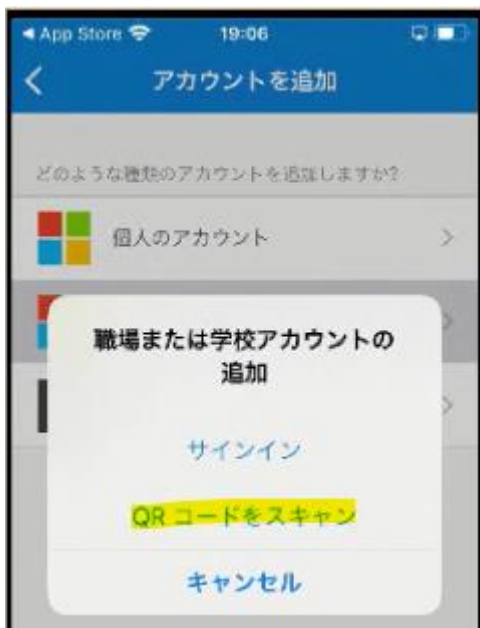 App Store
19:06
アカウントを追加
どのような種類のアカウントを追加しますか?
個人のアカウント
職場または学校アカウントの
追加
サインイン
QR コードをスキャン
キャンセル